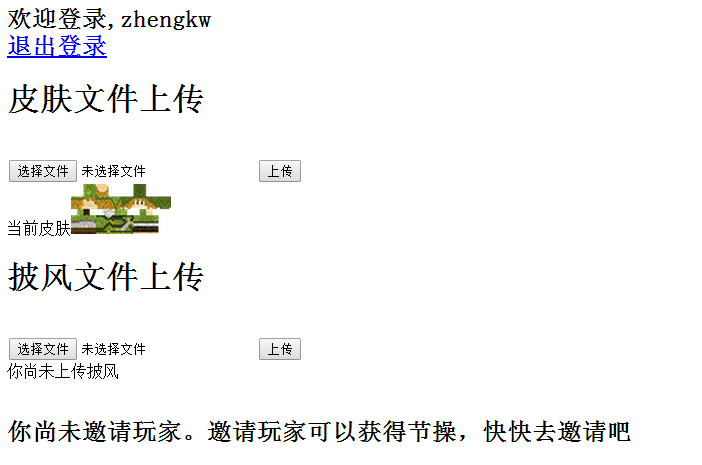 欢迎登录,zhengkw
退出登录
皮肤文件上传
选择文件 未选择文件 上传
当前皮肤
披风文件上传
选择文件 未选择文件 上传
你尚未上传披风
你尚未邀请玩家。邀请玩家可以获得节操，快快去邀请吧